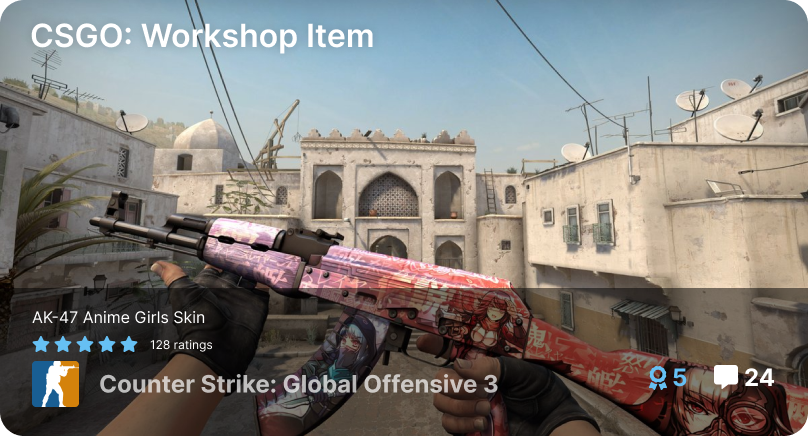 CSGO: Workshop Item
AK-47 Anime Girls Skin
128 ratings
Counter Strike: Global Offensive 3
5
24